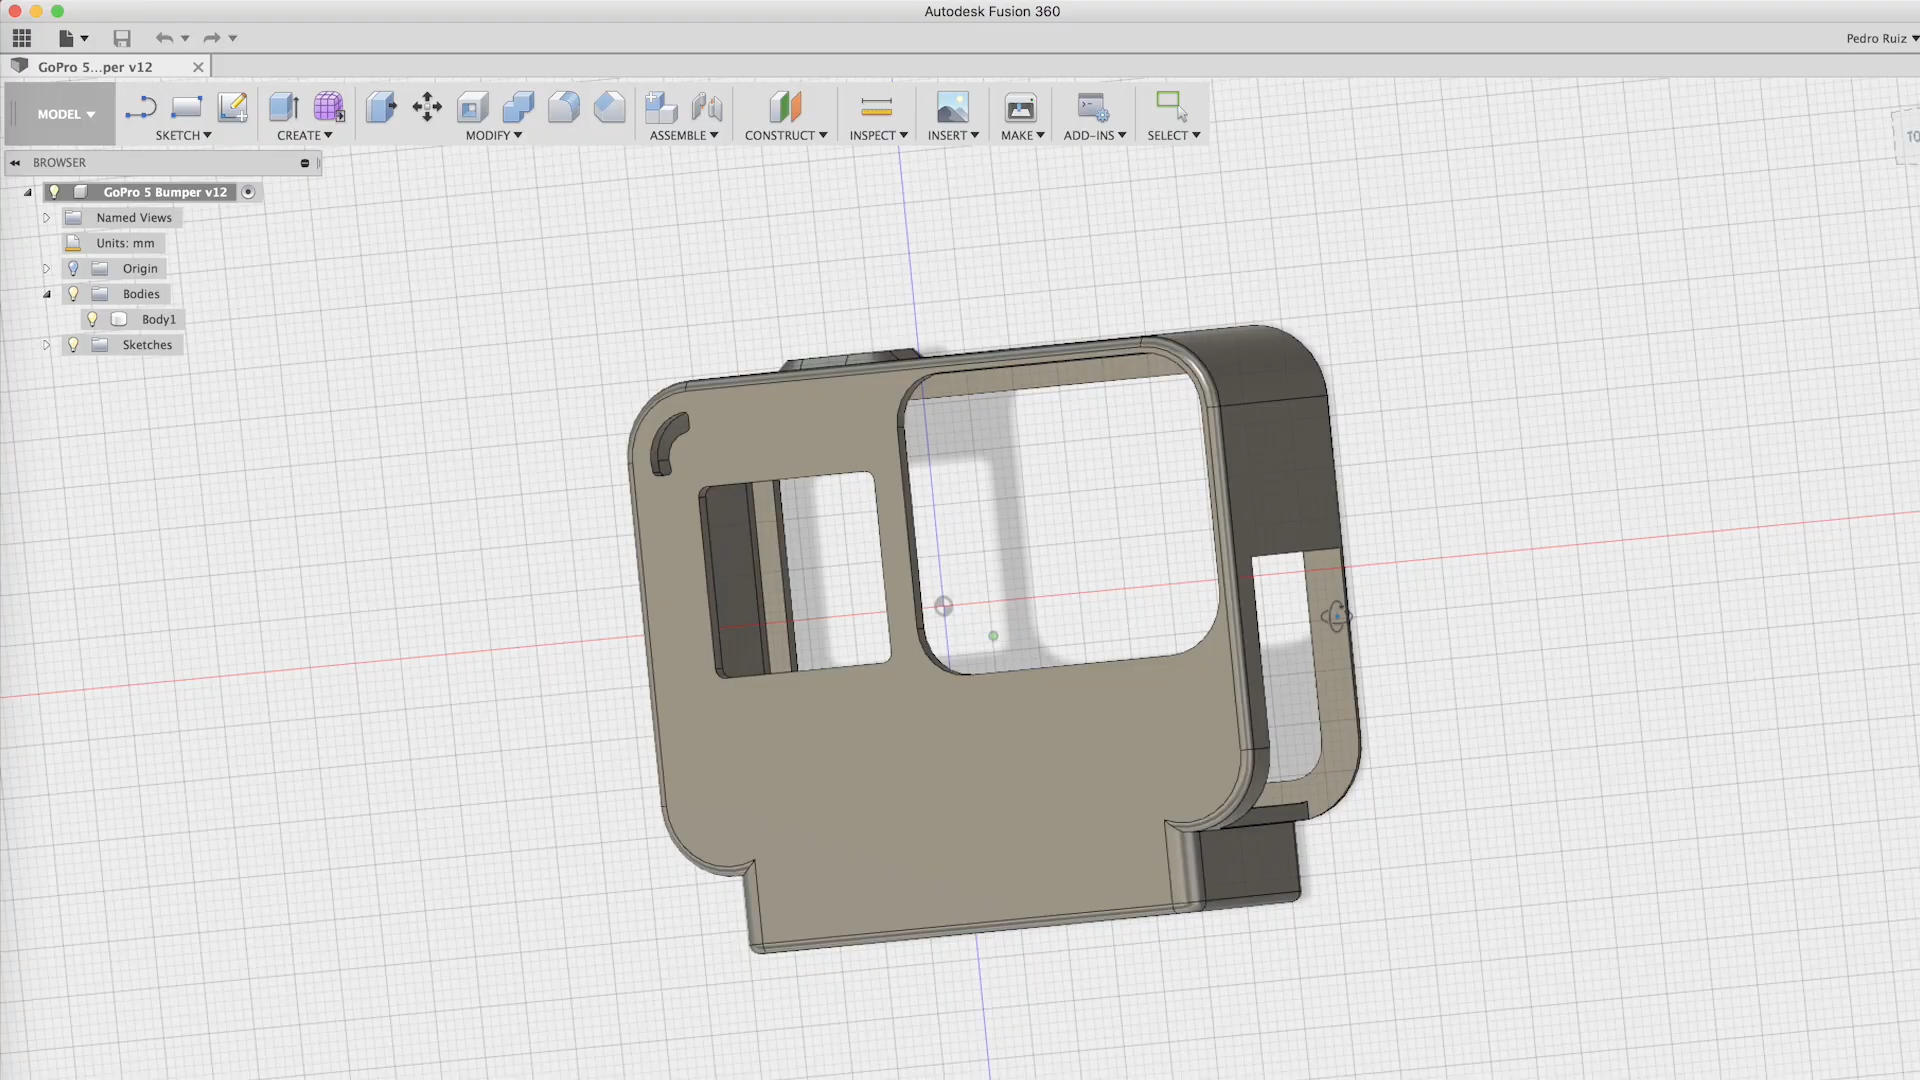 Autodesk Fusion 360
Pedro Ruiz
GoPro 5...per v12
MODEL
SKETCH
CREATE
MODIFY
ASSEMBLE
CONSTRUCT
INSPECT
INSERT
MAKE
ADD-INS
SELECT
BROWSER
GoPro 5 Bumper v12
Named Views
Units: mm
Origin
Bodies
Body1
Sketches